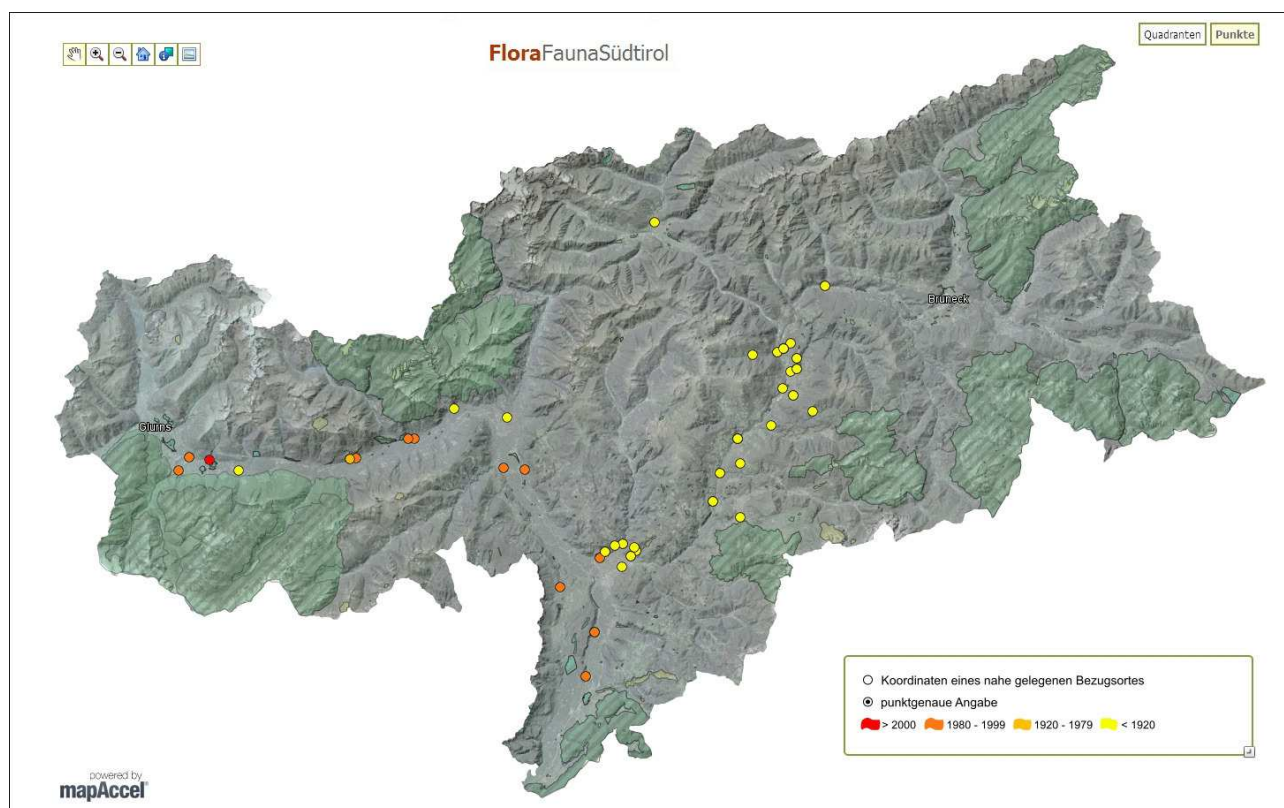 FloraFaunaSüdtirol
Quadranten
Punkte
Bruneck
Glurns
Koordinaten eines nahe gelegenen Bezugsortes
punktgenaue Angabe
> 2000 1980 - 1999 1920 - 1979 < 1920
powered by
mapAccel